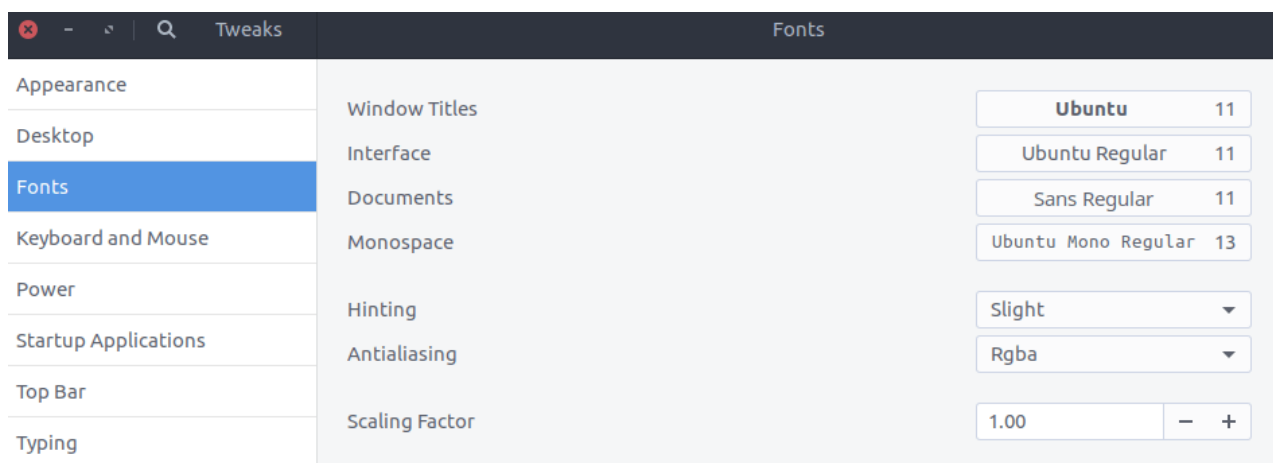 Tweaks
Fonts
Appearance
Desktop
Fonts
Keyboard and Mouse
Power
Startup Applications
Top Bar
Typing
Window Titles Ubuntu 11
Interface Ubuntu Regular 11
Documents Sans Regular 11
Monospace Ubuntu Mono Regular 13
Hinting Slight
Antialiasing Rgba
Scaling Factor 1.00 − +